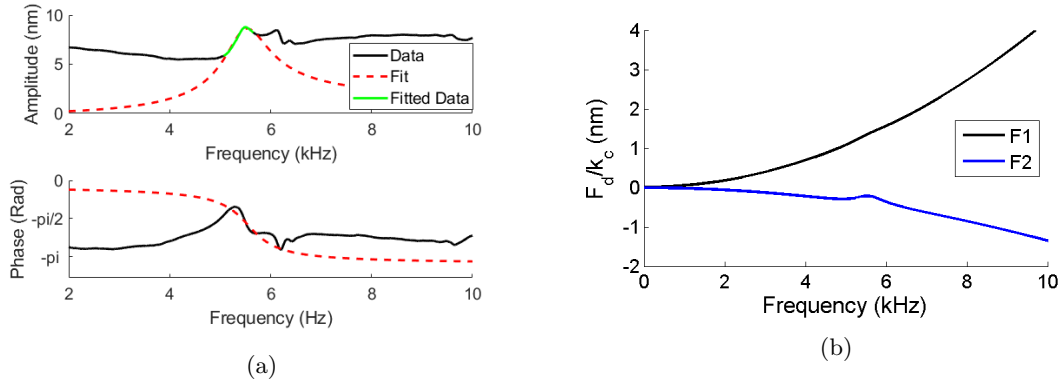 Amplitude (nm)
10
5
0
2
4
6
8
10
Data
Fit
Fitted Data
Frequency (kHz)
Phase (Rad)
0
-pi/2
-pi
2
4
6
8
10
Frequency (Hz)
(a)
F_d/k_c (nm)
4
3
2
1
0
-1
-2
0
2
4
6
8
10
F1
F2
Frequency (kHz)
(b)